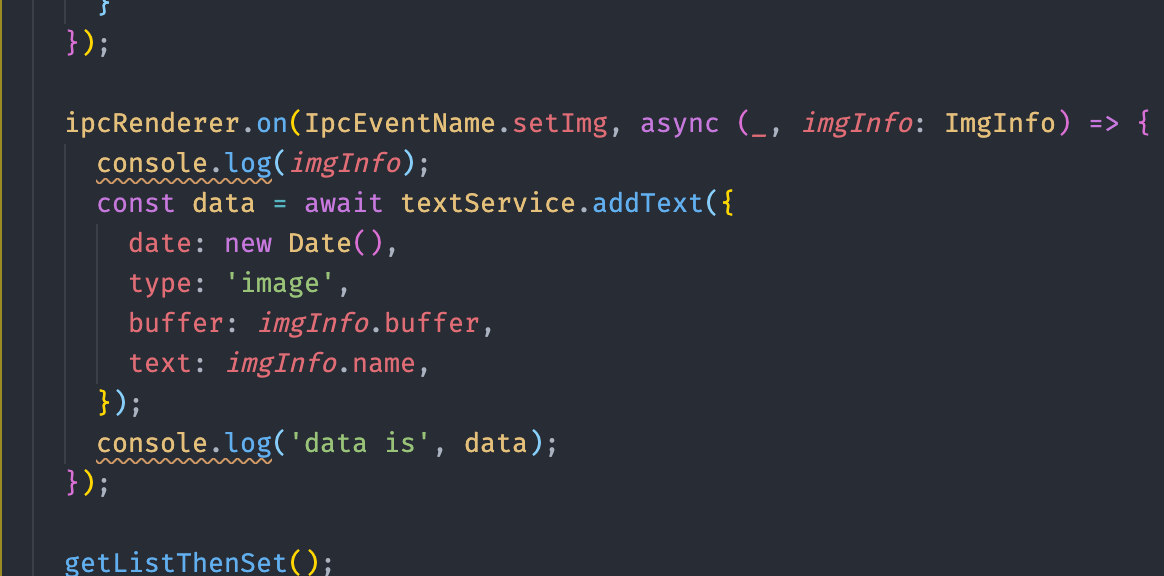 }
});
ipcRenderer.on(IpcEventName.setImg, async (_, imgInfo: ImgInfo) => {
console.log(imgInfo);
const data = await textService.addText({
date: new Date(),
type: 'image',
buffer: imgInfo.buffer,
text: imgInfo.name,
});
console.log('data is', data);
});
getListThenSet();